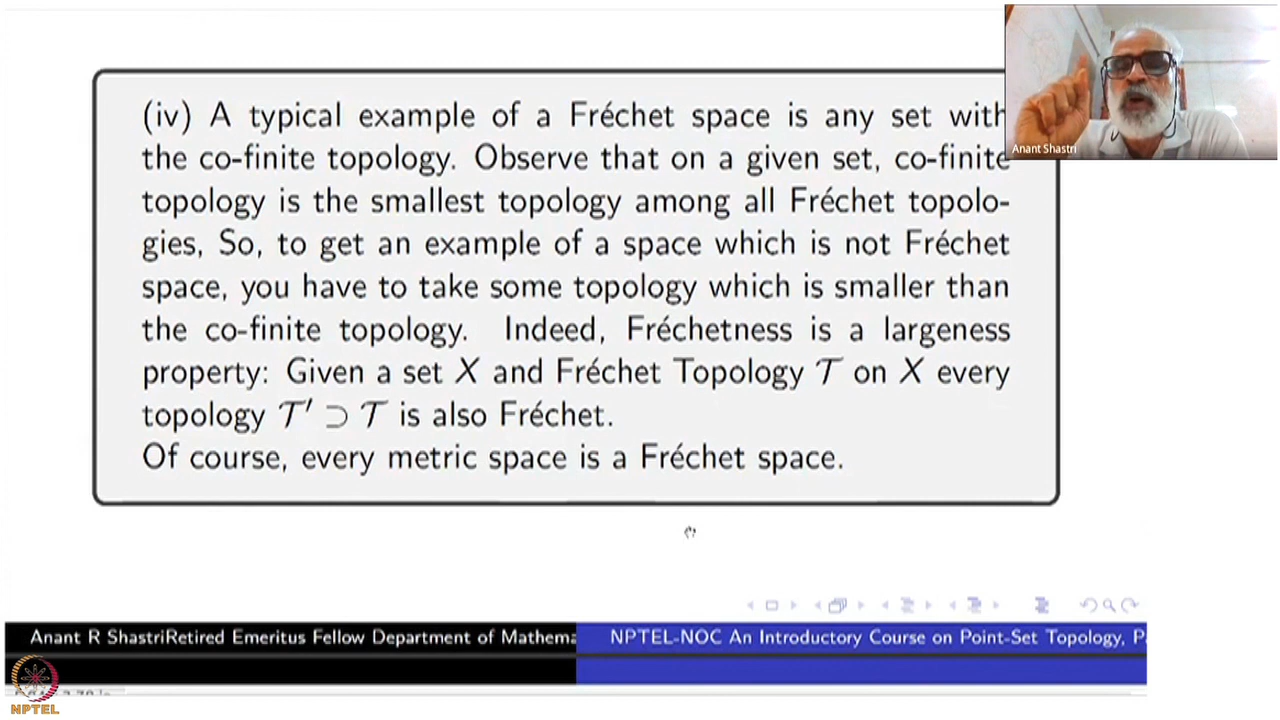 (iv) A typical example of a Fréchet space is any set with
the co-finite topology. Observe that on a given set, co-finite
topology is the smallest topology among all Fréchet topolo-
gies, So, to get an example of a space which is not Fréchet
space, you have to take some topology which is smaller than
the co-finite topology. Indeed, Fréchetness is a largeness
property: Given a set X and Fréchet Topology 𝒯 on X every
topology 𝒯′ ⊃ 𝒯 is also Fréchet.
Of course, every metric space is a Fréchet space.
Anant Shastri
Anant R ShastriRetired Emeritus Fellow Department of Mathema
NPTEL-NOC An Introductory Course on Point-Set Topology, P
NPTEL